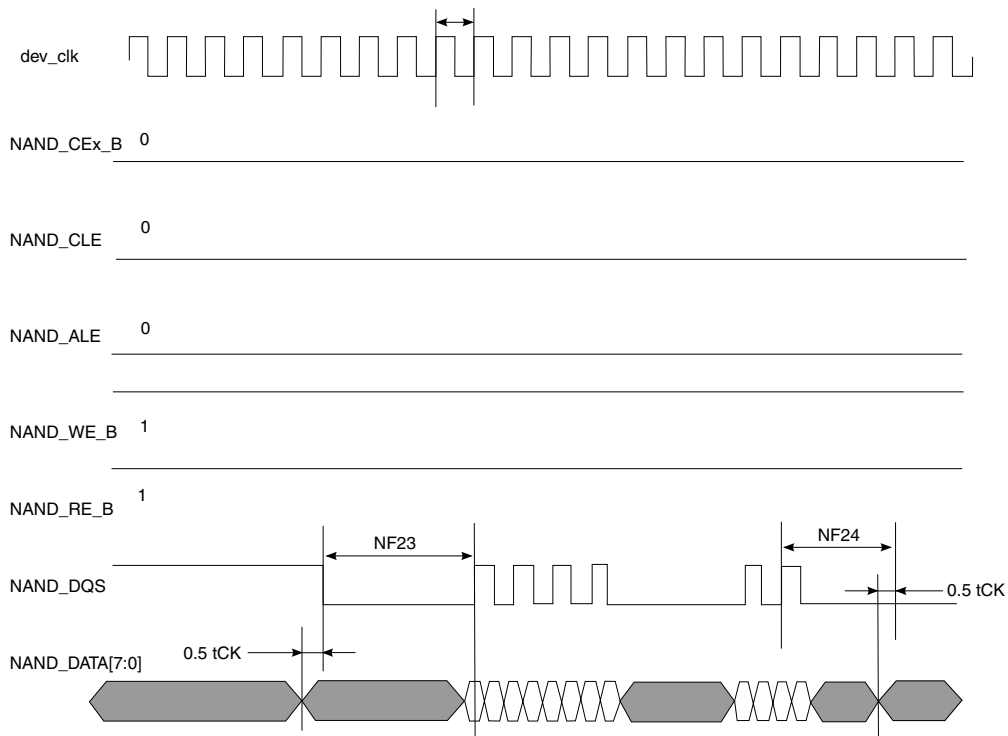 dev_clk
NAND_CEx_B 0
NAND_CLE 0
NAND_ALE 0
NAND_WE_B 1
NAND_RE_B 1
NF23
NF24
NAND_DQS
0.5 tCK
0.5 tCK
NAND_DATA[7:0]